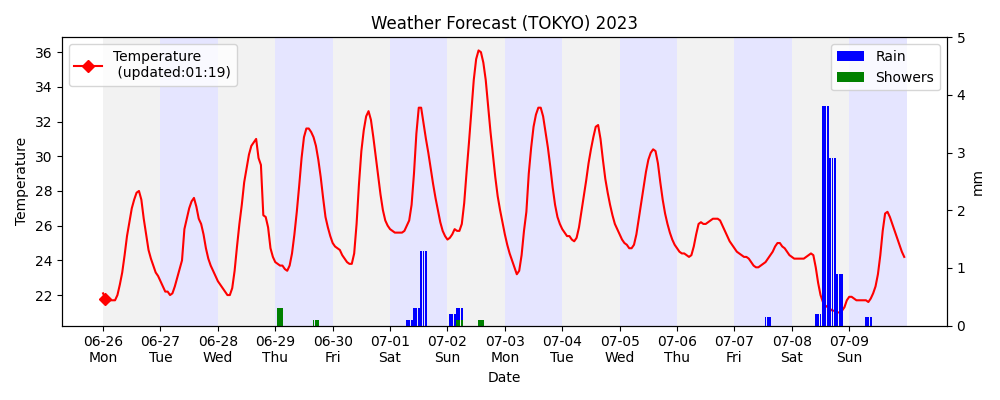 Weather Forecast (TOKYO) 2023
Temperature
(updated:01:19)
Rain
Showers
36
34
32
30
28
26
24
22
Temperature
5
4
3
2
1
0
mm
06-26 06-27 06-28 06-29 06-30 07-01 07-02 07-03 07-04 07-05 07-06 07-07 07-08 07-09
Mon Tue Wed Thu Fri Sat Sun Mon Tue Wed Thu Fri Sat Sun
Date